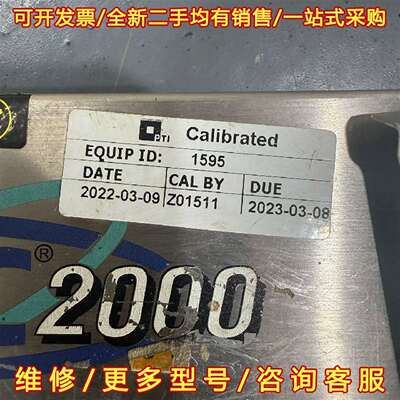 可开发票/全新二手均有销售/一站式采购
PTI Calibrated
EQUIP ID: 1595
DATE CAL BY DUE
2022-03-09 Z01511 2023-03-08
® 2000
维修/更多型号/咨询客服